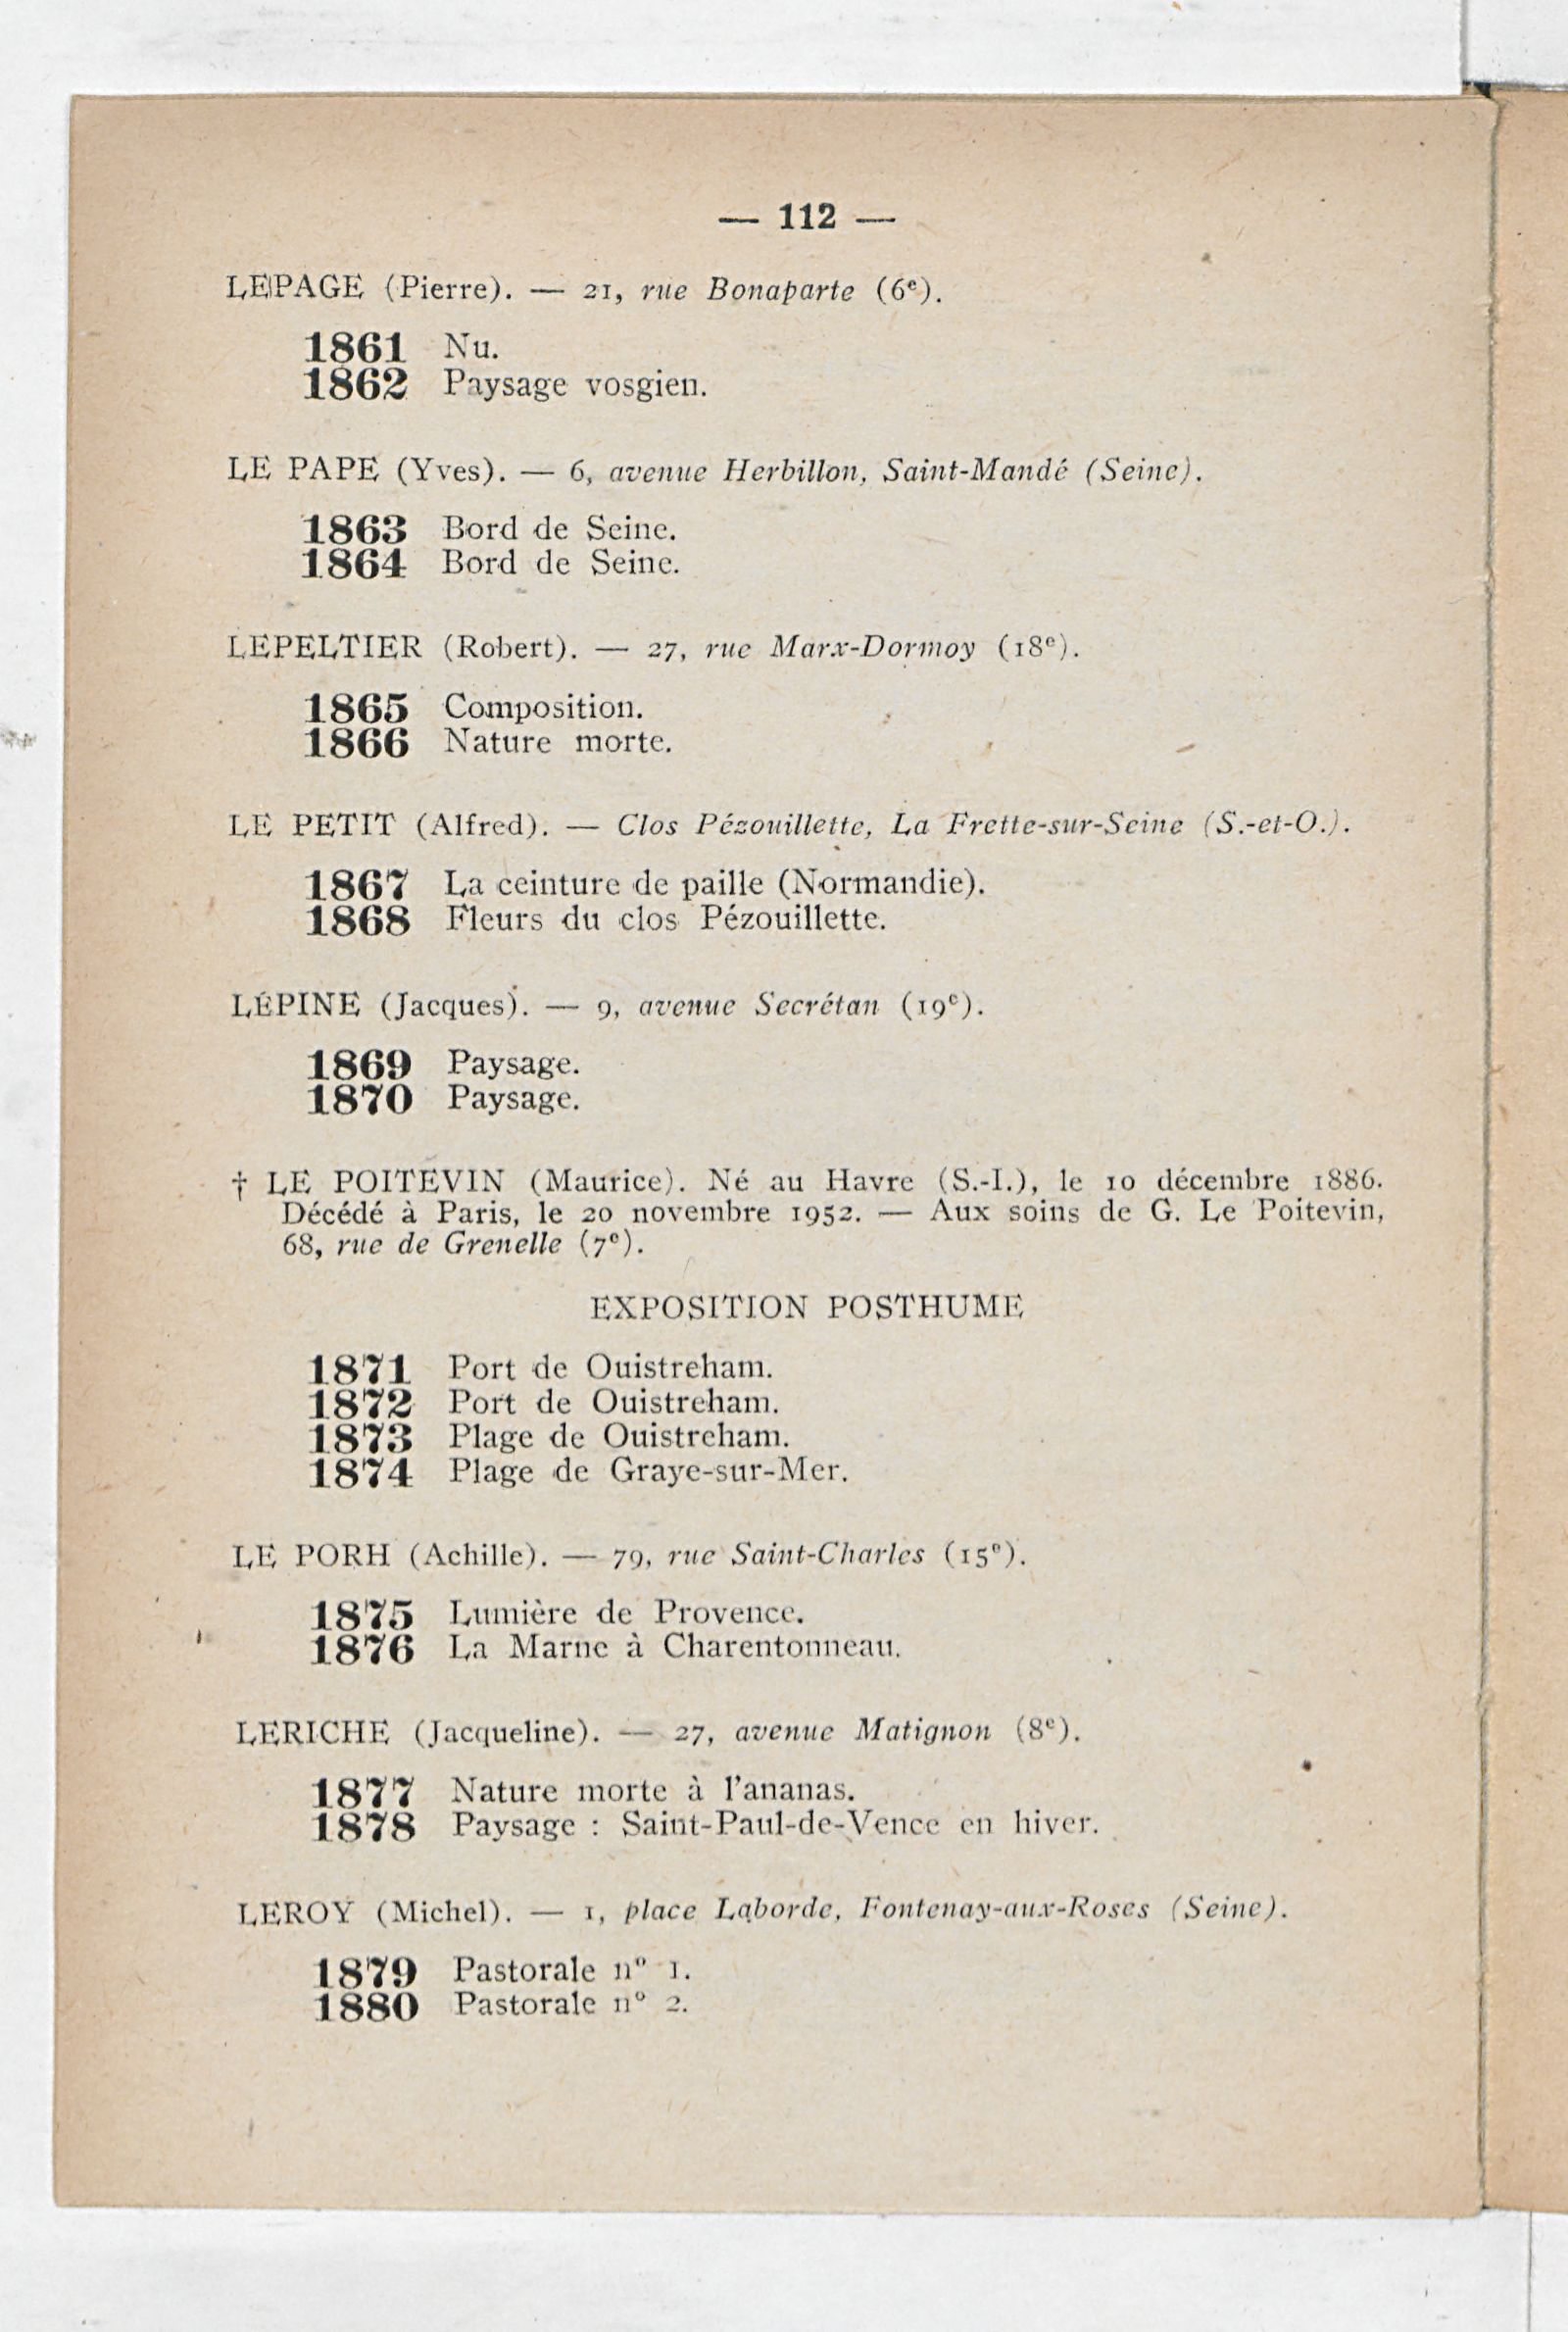 — 112 —
LEPAGE (Pierre). — 21, rue Bonaparte (6e).
1861 Nu.
1862 Paysage vosgien.
LE PAPE (Yves). — 6, avenue Herbillon, Saint-Mandé (Seine).
1863 Bord de Seine.
1864 Bord de Seine.
LEPELTIER (Robert). — 27, rue Marx-Dormoy (18e).
1865 Composition.
1866 Nature morte.
LE PETIT (Alfred). — Clos Pézouillette, La Frette-sur-Seine (S.-et-O.).
1867 La ceinture de paille (Normandie).
1868 Fleurs du clos Pézouillette.
LÉPINE (Jacques). — 9, avenue Secrétan (19e).
1869 Paysage.
1870 Paysage.
† LE POITEVIN (Maurice). Né au Havre (S.-I.), le 10 décembre 1886.
Décédé à Paris, le 20 novembre 1952. — Aux soins de G. Le Poitevin,
68, rue de Grenelle (7e).
EXPOSITION POSTHUME
1871 Port de Ouistreham.
1872 Port de Ouistreham.
1873 Plage de Ouistreham.
1874 Plage de Graye-sur-Mer.
LE PORH (Achille). — 79, rue Saint-Charles (15e).
1875 Lumière de Provence.
1876 La Marne à Charentonneau.
LERICHE (Jacqueline). — 27, avenue Matignon (8e).
1877 Nature morte à l'ananas.
1878 Paysage : Saint-Paul-de-Vence en hiver.
LEROY (Michel). — 1, place Laborde, Fontenay-aux-Roses (Seine).
1879 Pastorale n° 1.
1880 Pastorale n° 2.